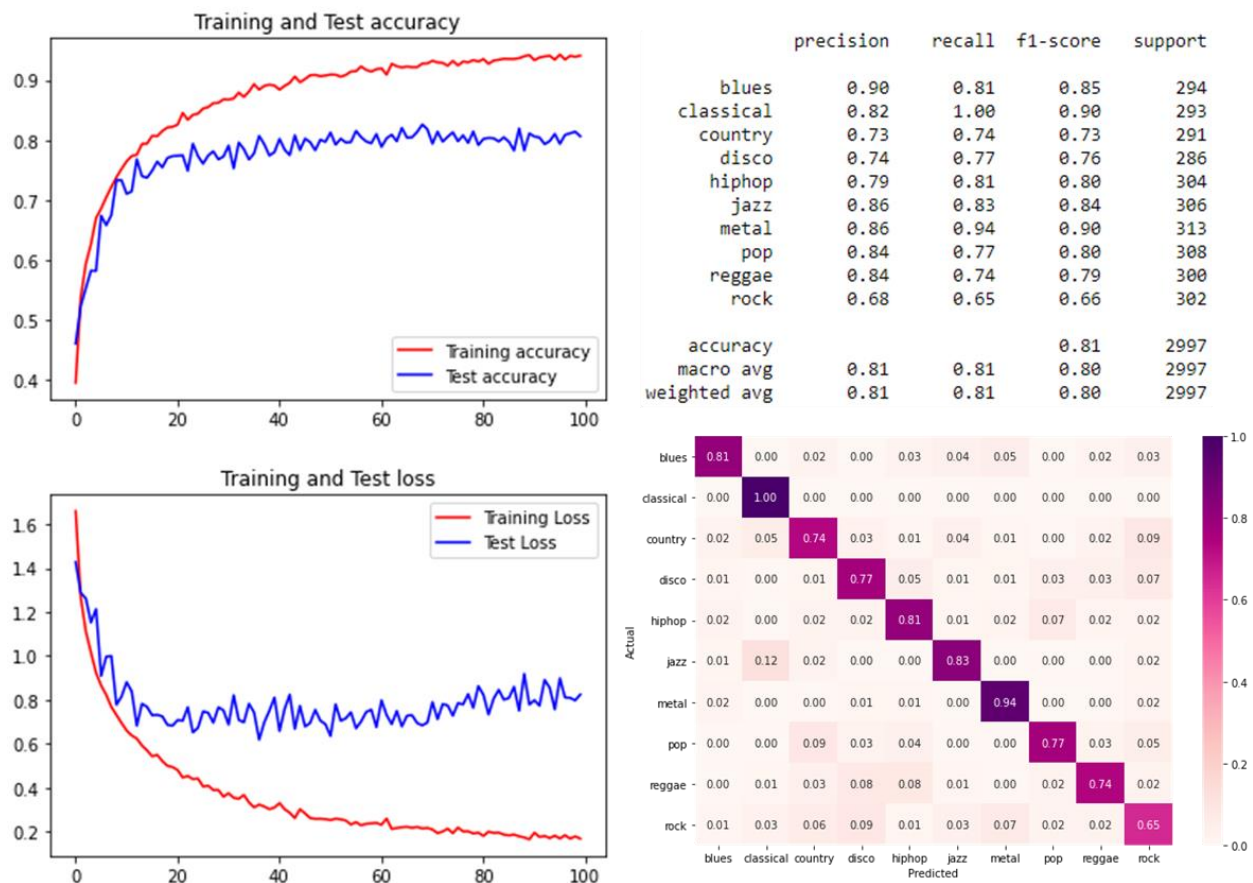 Training and Test accuracy
0.9
0.8
0.7
0.6
0.5
0.4
Training accuracy
Test accuracy
0 20 40 60 80 100
precision recall f1-score support
blues 0.90 0.81 0.85 294
classical 0.82 1.00 0.90 293
country 0.73 0.74 0.73 291
disco 0.74 0.77 0.76 286
hiphop 0.79 0.81 0.80 304
jazz 0.86 0.83 0.84 306
metal 0.86 0.94 0.90 313
pop 0.84 0.77 0.80 308
reggae 0.84 0.74 0.79 300
rock 0.68 0.65 0.66 302
accuracy 0.81 2997
macro avg 0.81 0.81 0.80 2997
weighted avg 0.81 0.81 0.80 2997
Training and Test loss
1.6
1.4
1.2
1.0
0.8
0.6
0.4
0.2
Training Loss
Test Loss
0 20 40 60 80 100
Actual
blues 0.81 0.00 0.02 0.00 0.03 0.04 0.05 0.00 0.02 0.03
classical 0.00 1.00 0.00 0.00 0.00 0.00 0.00 0.00 0.00 0.00
country 0.02 0.05 0.74 0.03 0.01 0.04 0.01 0.00 0.02 0.09
disco 0.01 0.00 0.01 0.77 0.05 0.01 0.01 0.03 0.03 0.07
hiphop 0.02 0.00 0.02 0.02 0.81 0.01 0.02 0.07 0.02 0.02
jazz 0.01 0.12 0.02 0.00 0.00 0.83 0.00 0.00 0.00 0.02
metal 0.02 0.00 0.00 0.01 0.01 0.00 0.94 0.00 0.00 0.02
pop 0.00 0.00 0.09 0.03 0.04 0.00 0.00 0.77 0.03 0.05
reggae 0.00 0.01 0.03 0.08 0.08 0.01 0.00 0.02 0.74 0.02
rock 0.01 0.03 0.06 0.09 0.01 0.03 0.07 0.02 0.02 0.65
blues classical country disco hiphop jazz metal pop reggae rock
Predicted
1.0
0.8
0.6
0.4
0.2
0.0